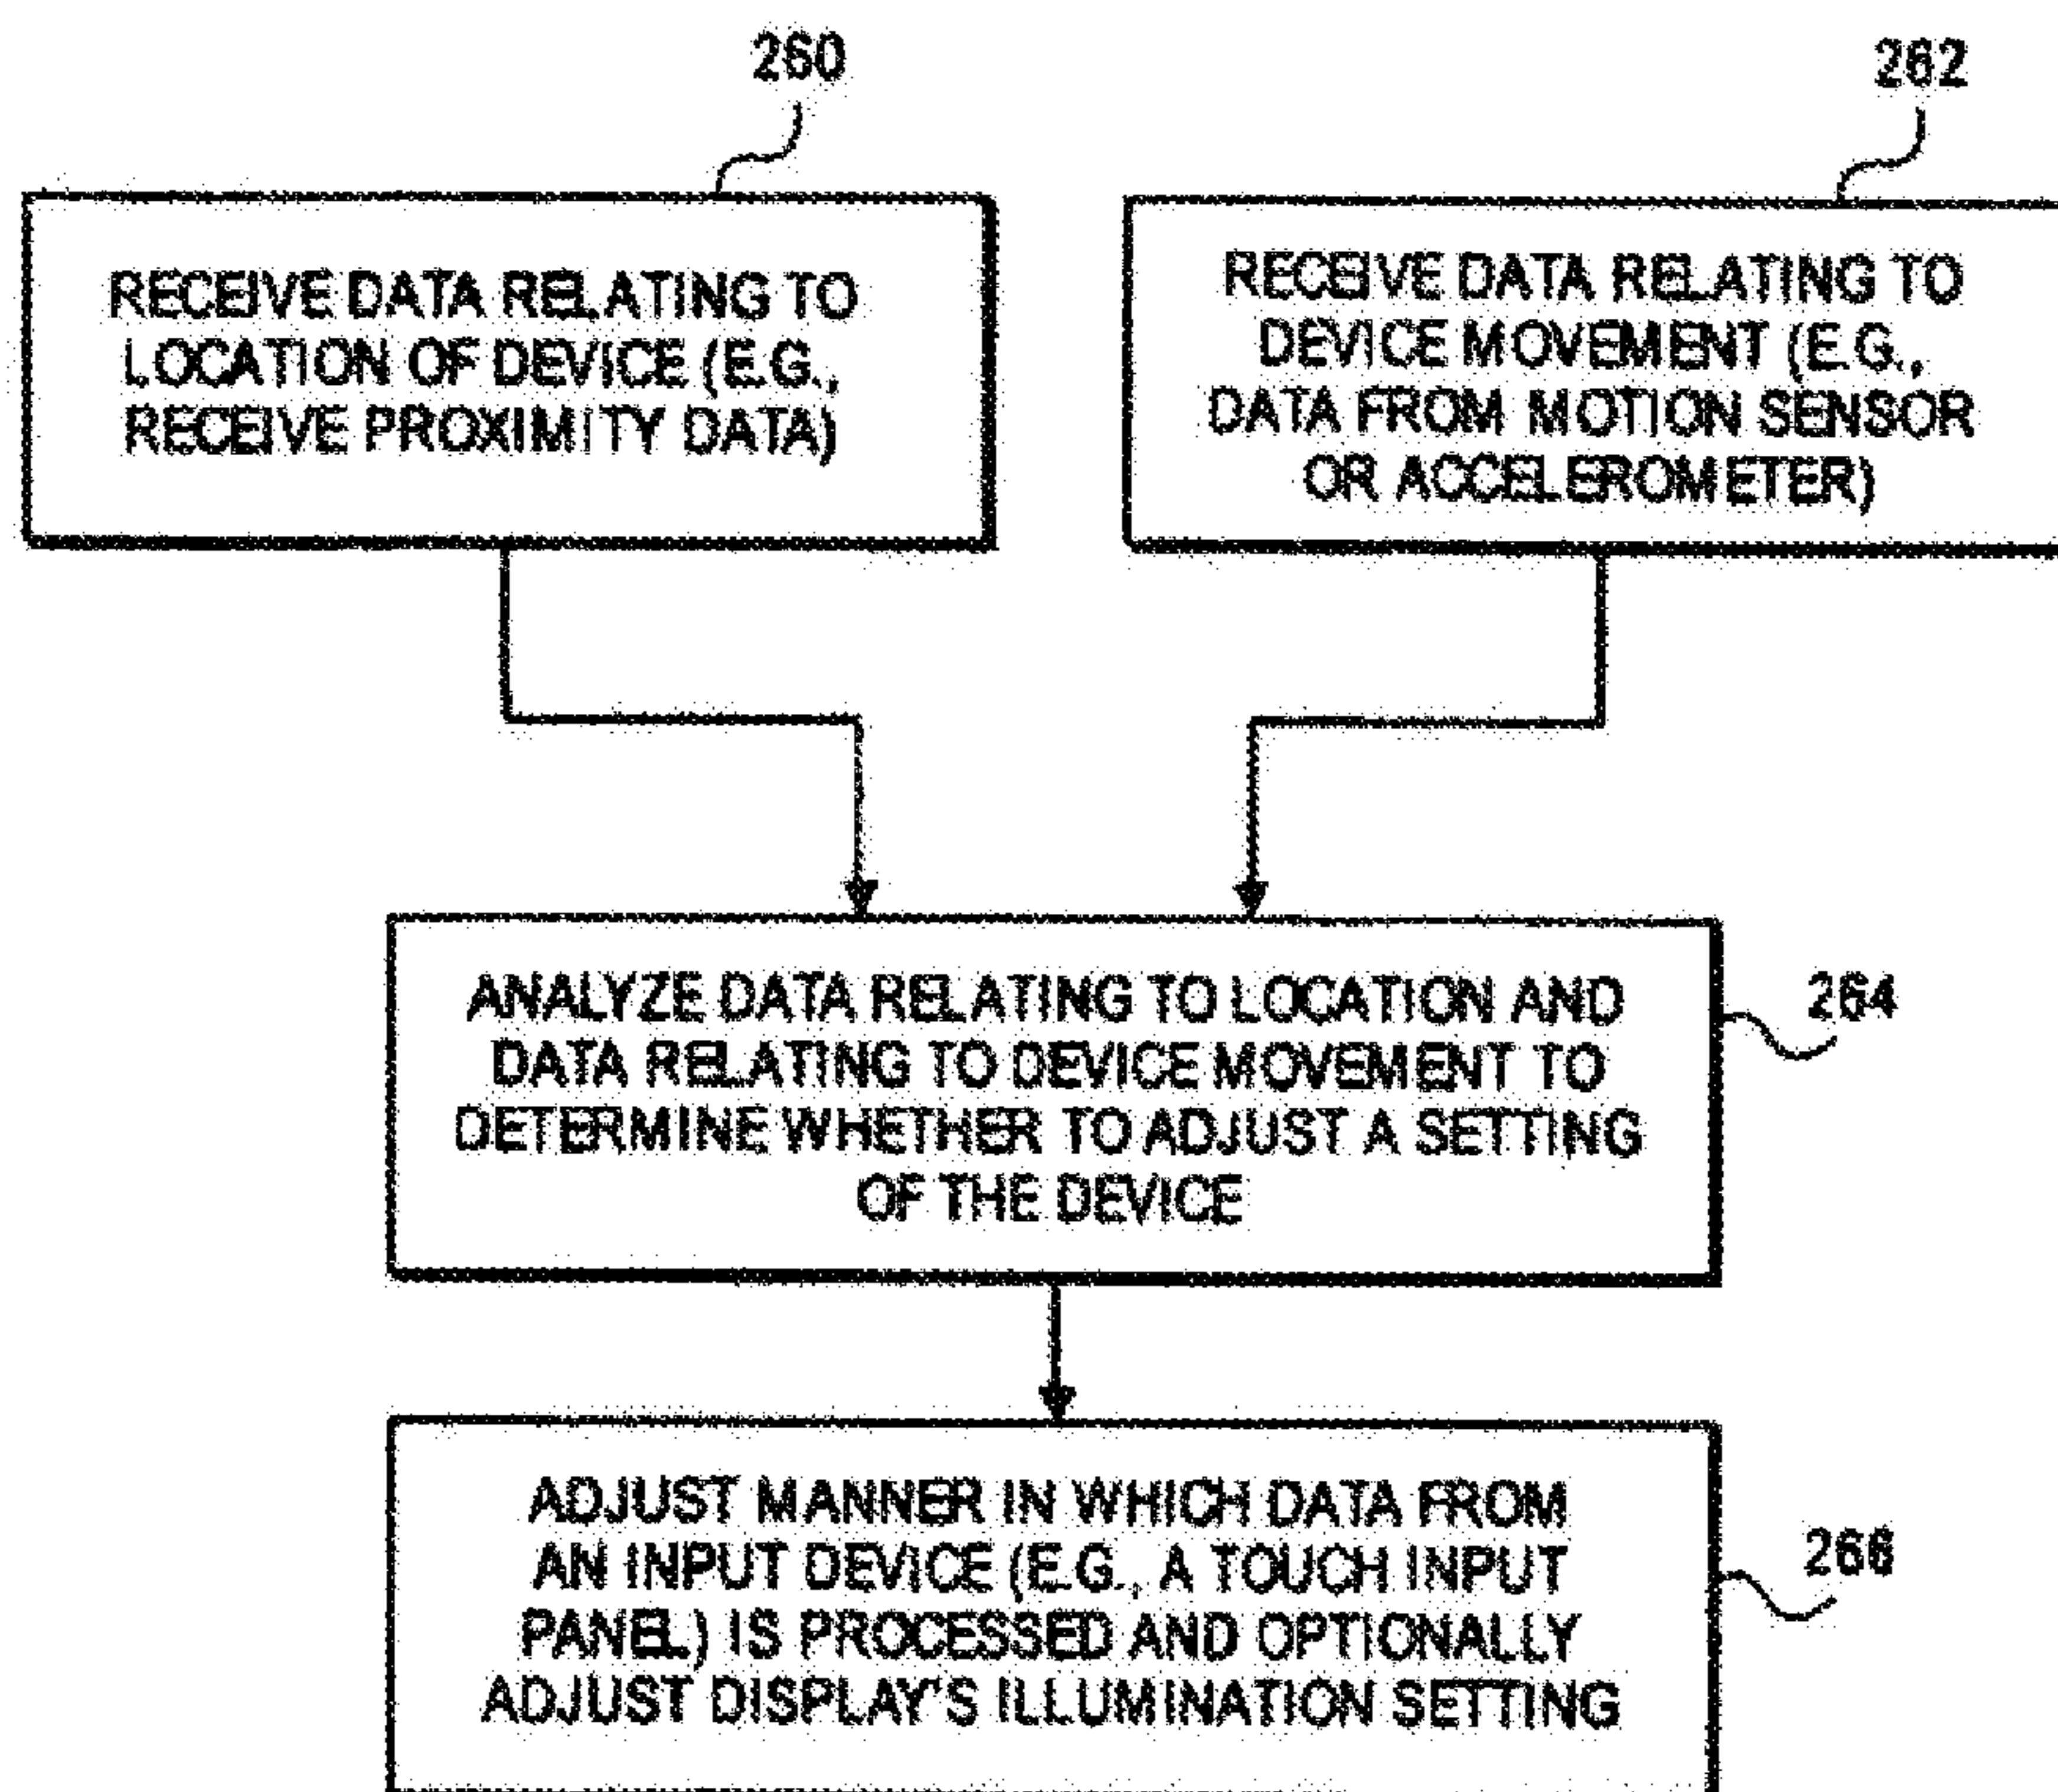 260
262
RECEIVE DATA RELATING TO
LOCATION OF DEVICE (E.G.,
RECEIVE PROXIMITY DATA)
RECEIVE DATA RELATING TO
DEVICE MOVEMENT (E.G.,
DATA FROM MOTION SENSOR
OR ACCELEROMETER)
ANALYZE DATA RELATING TO LOCATION AND
DATA RELATING TO DEVICE MOVEMENT TO
DETERMINE WHETHER TO ADJUST A SETTING
OF THE DEVICE
264
ADJUST MANNER IN WHICH DATA FROM
AN INPUT DEVICE (E.G., A TOUCH INPUT
PANEL) IS PROCESSED AND OPTIONALLY
ADJUST DISPLAY'S ILLUMINATION SETTING
266